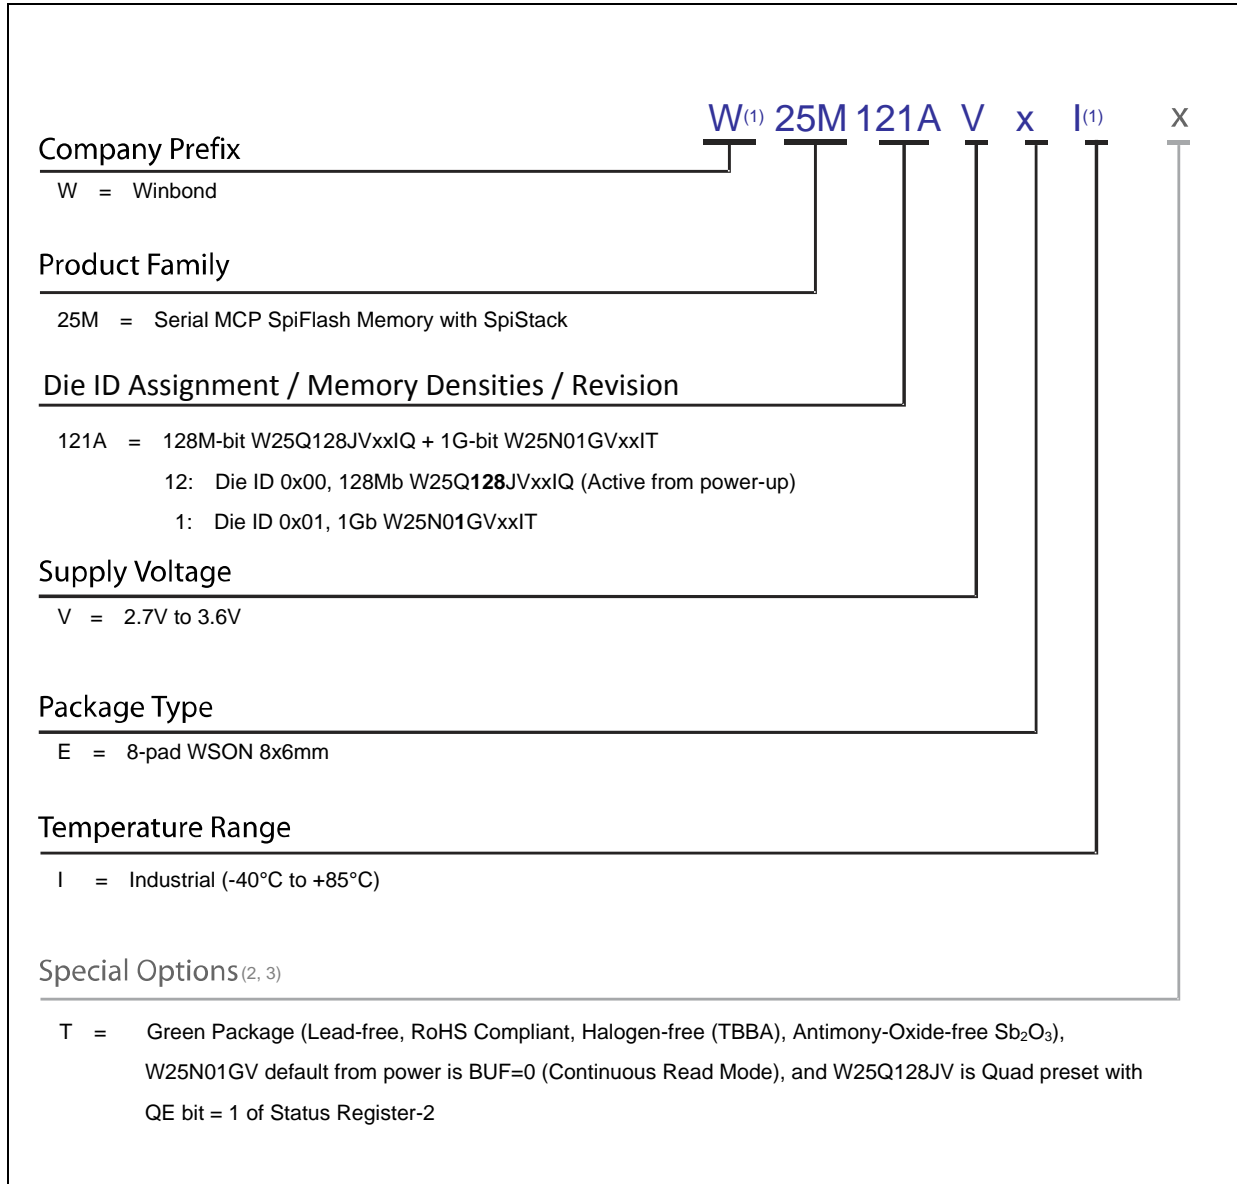 W(1) 25M 121A V x I(1) x
Company Prefix
W = Winbond
Product Family
25M = Serial MCP SpiFlash Memory with SpiStack
Die ID Assignment / Memory Densities / Revision
121A = 128M-bit W25Q128JVxxIQ + 1G-bit W25N01GVxxIT
12: Die ID 0x00, 128Mb W25Q128JVxxIQ (Active from power-up)
1: Die ID 0x01, 1Gb W25N01GVxxIT
Supply Voltage
V = 2.7V to 3.6V
Package Type
E = 8-pad WSON 8x6mm
Temperature Range
I = Industrial (-40°C to +85°C)
Special Options (2, 3)
T = Green Package (Lead-free, RoHS Compliant, Halogen-free (TBBA), Antimony-Oxide-free Sb₂O₃),
W25N01GV default from power is BUF=0 (Continuous Read Mode), and W25Q128JV is Quad preset with
QE bit = 1 of Status Register-2